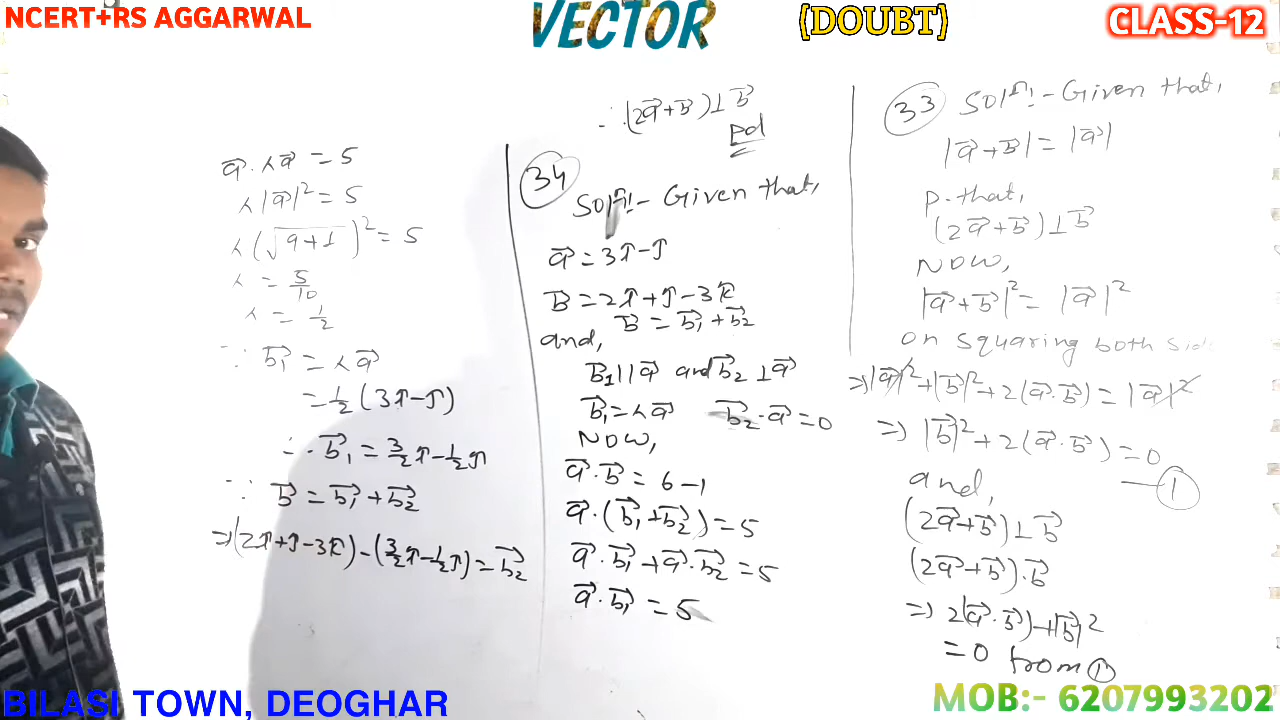 NCERT+RS AGGARWAL
VECTOR
(DOUBT)
CLASS-12
33 Solⁿ:- Given that,
|a⃗+b⃗| = |a⃗|
P. that,
(2a⃗+b⃗)⊥b⃗
NOW,
|a⃗+b⃗|² = |a⃗|²
on squaring both sid
⇒ |a⃗|²+|b⃗|²+2(a⃗·b⃗) = |a⃗|²
⇒ |b⃗|²+2(a⃗·b⃗) = 0 —①
and,
(2a⃗+b⃗)⊥b⃗
(2a⃗+b⃗)·b⃗
⇒ 2(a⃗·b⃗)+|b⃗|²
= 0 from ①
∴ (2a⃗+b⃗)⊥b⃗
pd
34
Solⁿ:- Given that,
a⃗ = 3î-ĵ
b⃗ = 2î+ĵ-3k̂
b⃗ = b⃗₁+b⃗₂
and,
b⃗₁||a⃗ and b⃗₂⊥a⃗
b⃗₁ = λa⃗ b⃗₂·a⃗ = 0
NOW,
a⃗·b⃗ = 6-1
a⃗·(b⃗₁+b⃗₂) = 5
a⃗·b⃗₁+a⃗·b⃗₂ = 5
a⃗·b⃗₁ = 5
a⃗·λa⃗ = 5
λ|a⃗|² = 5
λ(√9+1)² = 5
λ = 5/10
λ = 1/2
∵ b⃗₁ = λa⃗
= 1/2(3î-ĵ)
∴ b⃗₁ = 3/2î-1/2ĵ
∵ b⃗ = b⃗₁+b⃗₂
⇒ (2î+ĵ-3k̂)-(3/2î-1/2ĵ) = b⃗₂
BILASI TOWN, DEOGHAR
MOB:- 6207993202